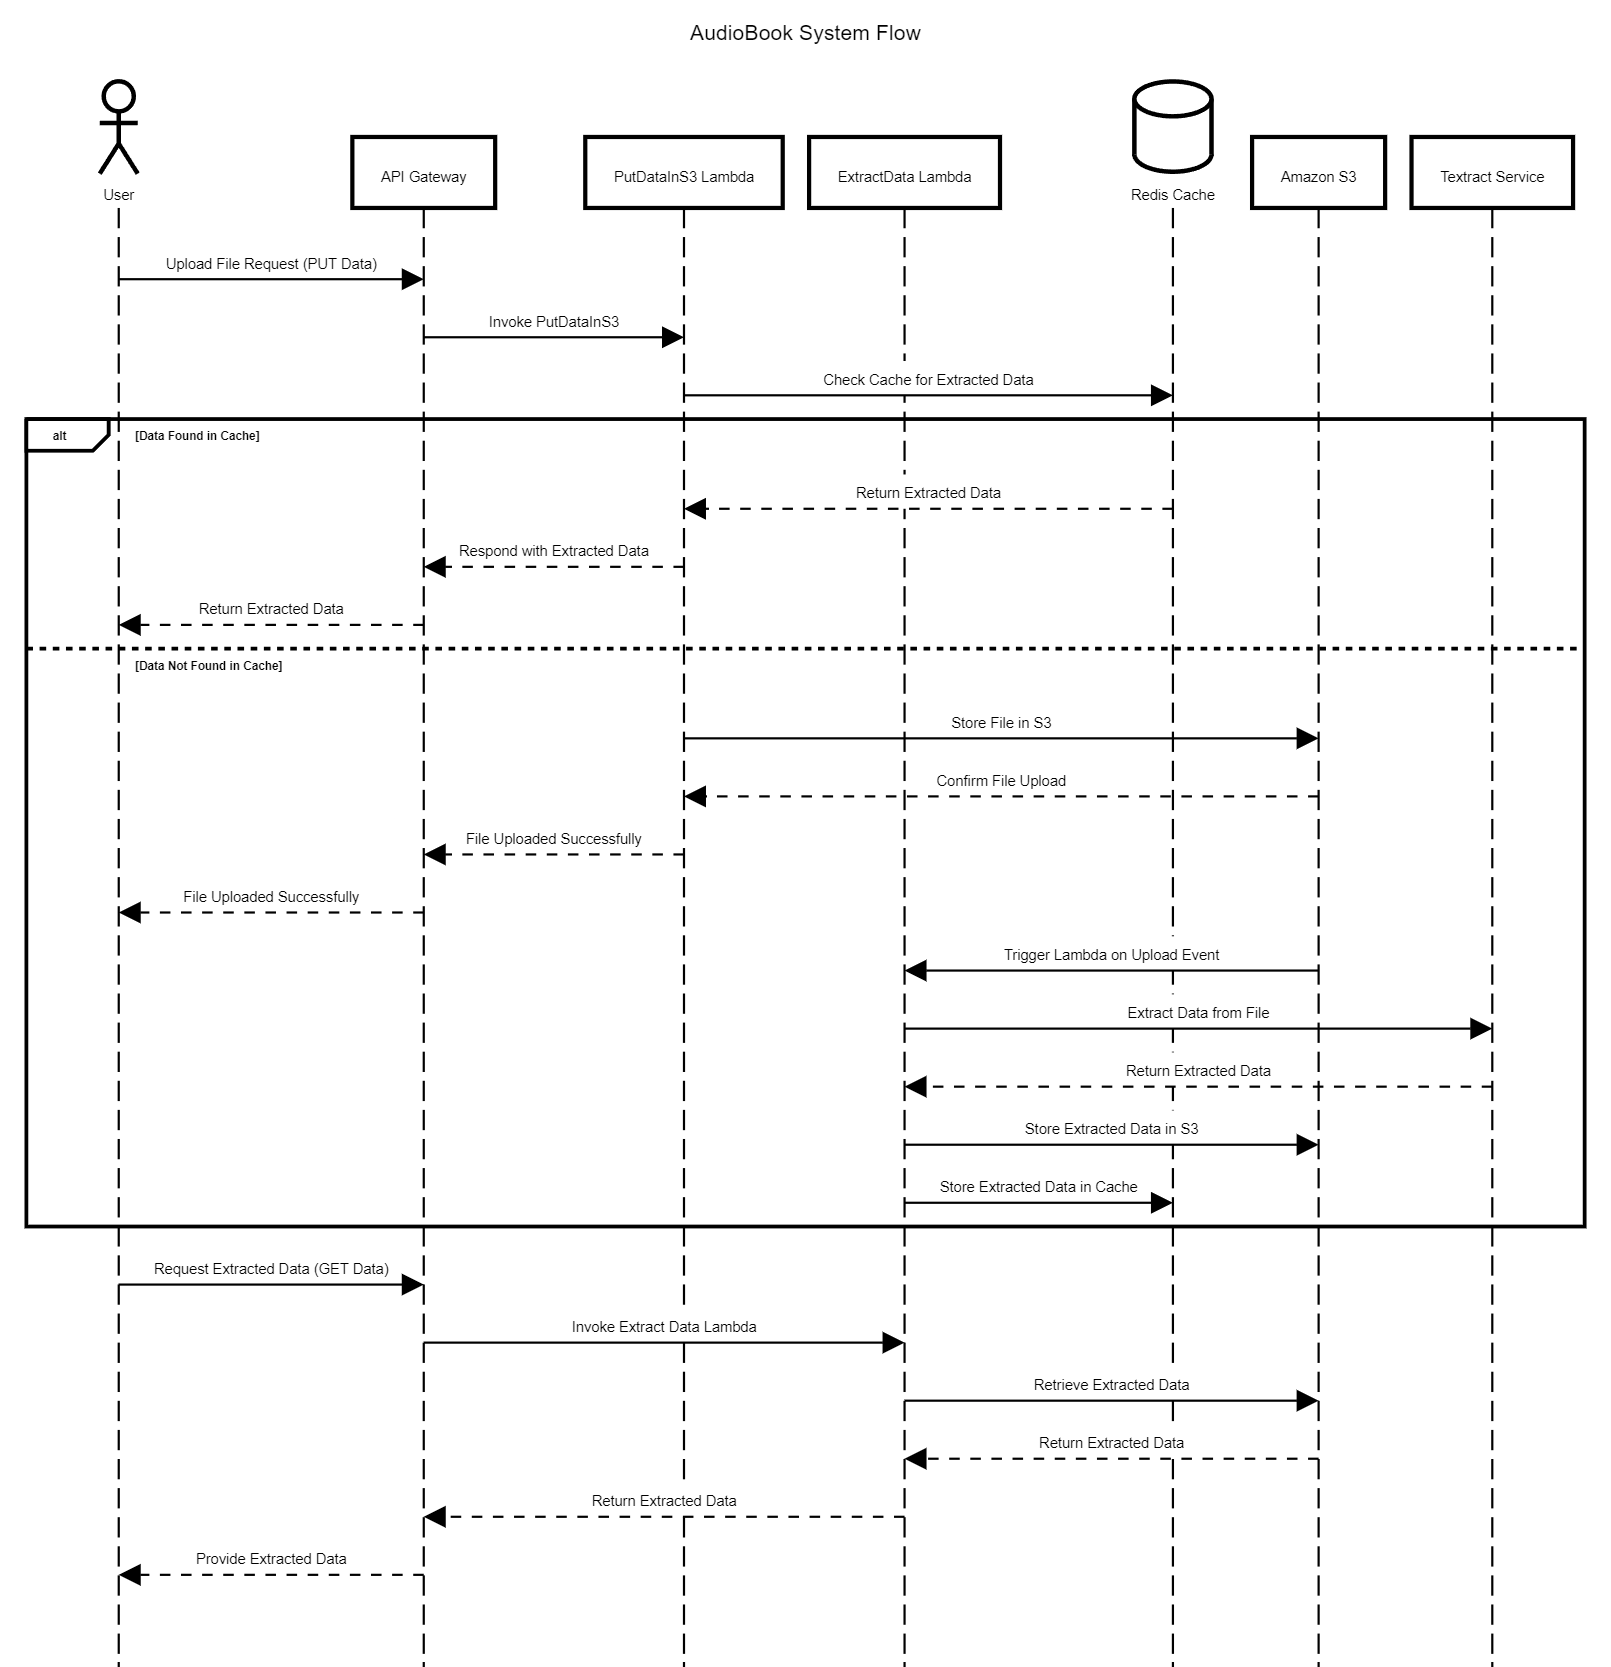 AudioBook System Flow
User
API Gateway
PutDataInS3 Lambda
ExtractData Lambda
Redis Cache
Amazon S3
Textract Service
Upload File Request (PUT Data)
Invoke PutDataInS3
Check Cache for Extracted Data
alt
[Data Found in Cache]
Return Extracted Data
Respond with Extracted Data
Return Extracted Data
[Data Not Found in Cache]
Store File in S3
Confirm File Upload
File Uploaded Successfully
File Uploaded Successfully
Trigger Lambda on Upload Event
Extract Data from File
Return Extracted Data
Store Extracted Data in S3
Store Extracted Data in Cache
Request Extracted Data (GET Data)
Invoke Extract Data Lambda
Retrieve Extracted Data
Return Extracted Data
Return Extracted Data
Provide Extracted Data